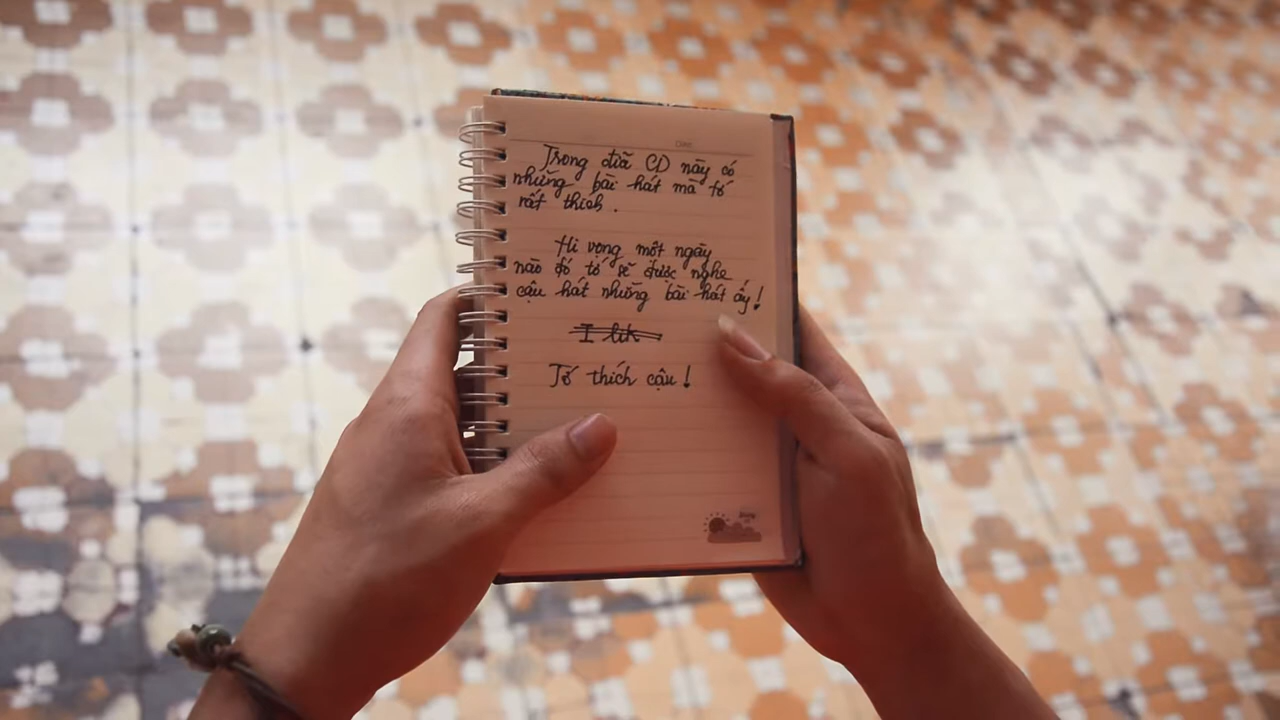 Date
Trong đĩa CD này có
những bài hát mà tớ
rất thích.
Hi vọng một ngày
nào đó tớ sẽ được nghe
cậu hát những bài hát ấy!
I lik
Tớ thích cậu!